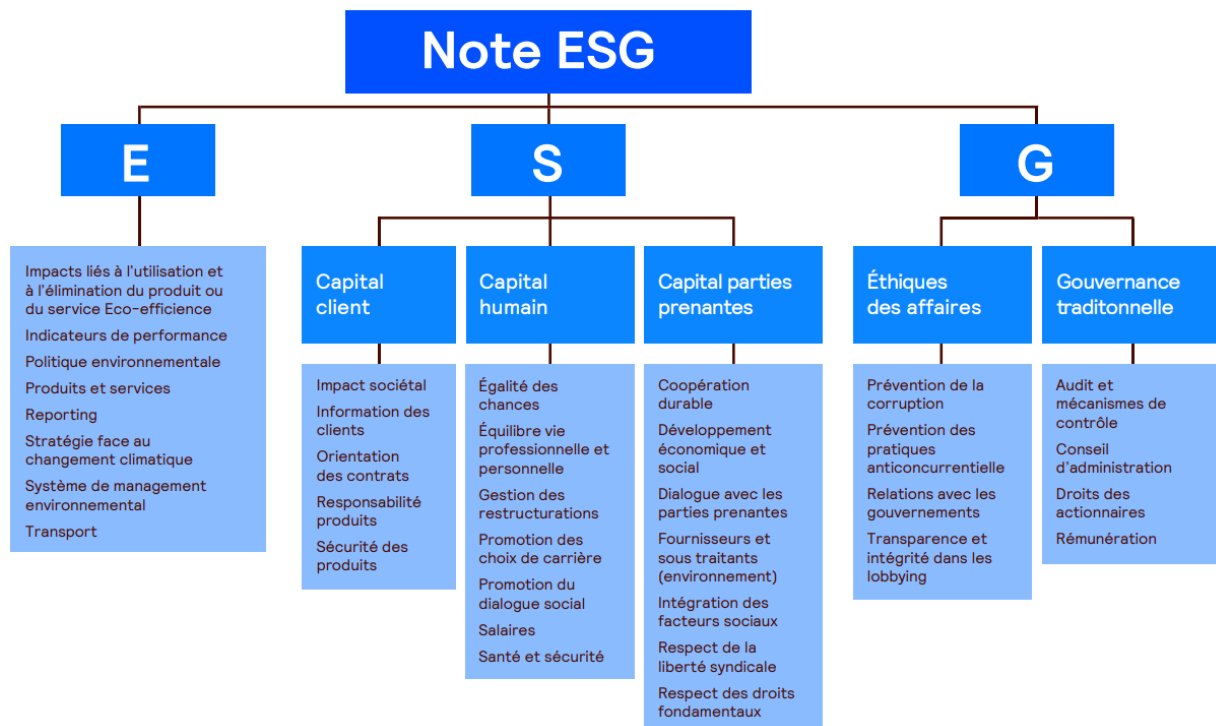 Note ESG
E
S
G
Impacts liés à l'utilisation et
à l'élimination du produit ou
du service Eco-efficience
Indicateurs de performance
Politique environnementale
Produits et services
Reporting
Stratégie face au
changement climatique
Système de management
environnemental
Transport
Capital
client
Impact sociétal
Information des
clients
Orientation
des contrats
Responsabilité
produits
Sécurité des
produits
Capital
humain
Égalité des
chances
Équilibre vie
professionnelle et
personnelle
Gestion des
restructurations
Promotion des
choix de carrière
Promotion du
dialogue social
Salaires
Santé et sécurité
Capital parties
prenantes
Coopération
durable
Développement
économique et
social
Dialogue avec les
parties prenantes
Fournisseurs et
sous traitants
(environnement)
Intégration des
facteurs sociaux
Respect de la
liberté syndicale
Respect des droits
fondamentaux
Éthiques
des affaires
Prévention de la
corruption
Prévention des
pratiques
anticoncurrentielle
Relations avec les
gouvernements
Transparence et
intégrité dans les
lobbying
Gouvernance
traditonnelle
Audit et
mécanismes de
contrôle
Conseil
d'administration
Droits des
actionnaires
Rémunération